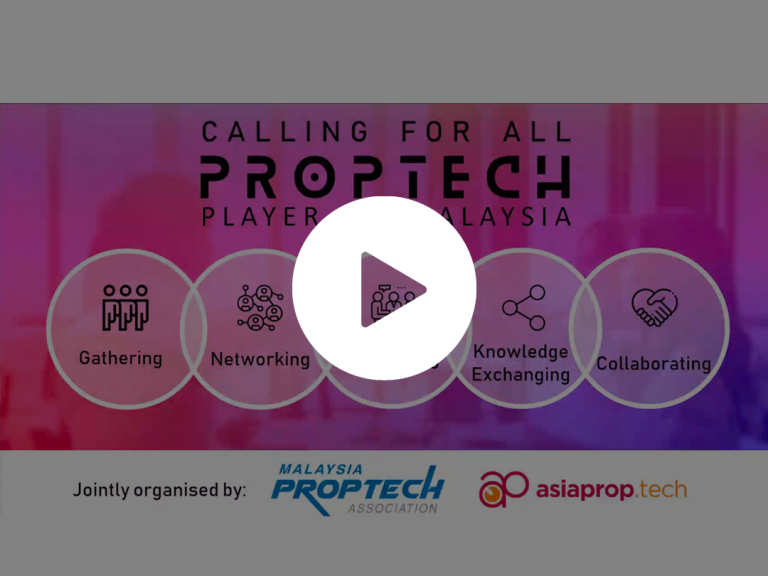 CALLING FOR ALL
PROPTECH
PLAYER ALAYSIA
Gathering
Networking
Knowledge
Exchanging
Collaborating
Jointly organised by:
MALAYSIA
PROPTECH
ASSOCIATION
ap asiaprop.tech